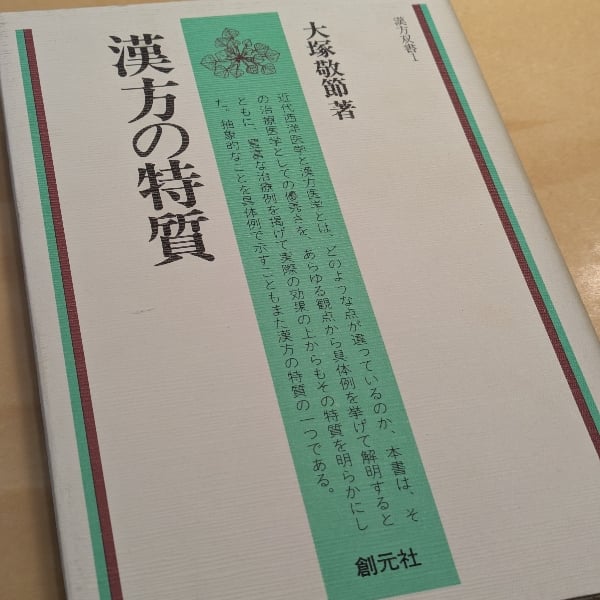 漢方双書1
大塚敬節著
漢方の特質
近代西洋医学と漢方医学とは、どのような点が違っているのか、本書は、そ
の治療医学としての優秀さを、あらゆる観点から具体例を挙げて解明すると
ともに、豊富な治療例を掲げて実際の効果の上からもその特質を明らかにし
た。抽象的なことを具体例で示すこともまた漢方の特質の一つである。
創元社